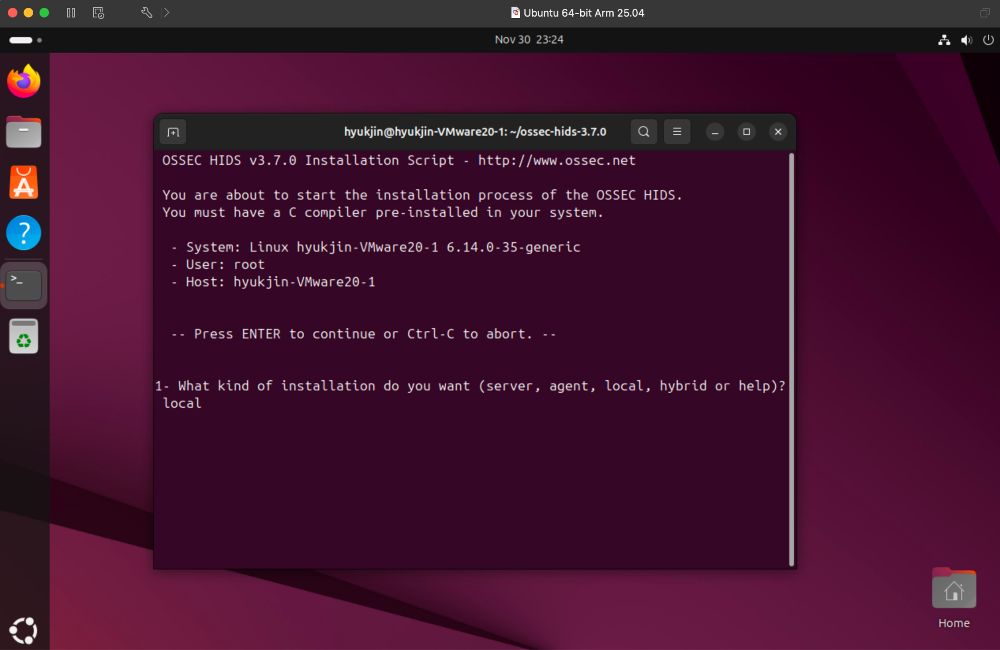 Ubuntu 64-bit Arm 25.04
Nov 30 23:24
hyukjin@hyukjin-VMware20-1: ~/ossec-hids-3.7.0
OSSEC HIDS v3.7.0 Installation Script - http://www.ossec.net
You are about to start the installation process of the OSSEC HIDS.
You must have a C compiler pre-installed in your system.
- System: Linux hyukjin-VMware20-1 6.14.0-35-generic
- User: root
- Host: hyukjin-VMware20-1
-- Press ENTER to continue or Ctrl-C to abort. --
1- What kind of installation do you want (server, agent, local, hybrid or help)?
local
Home